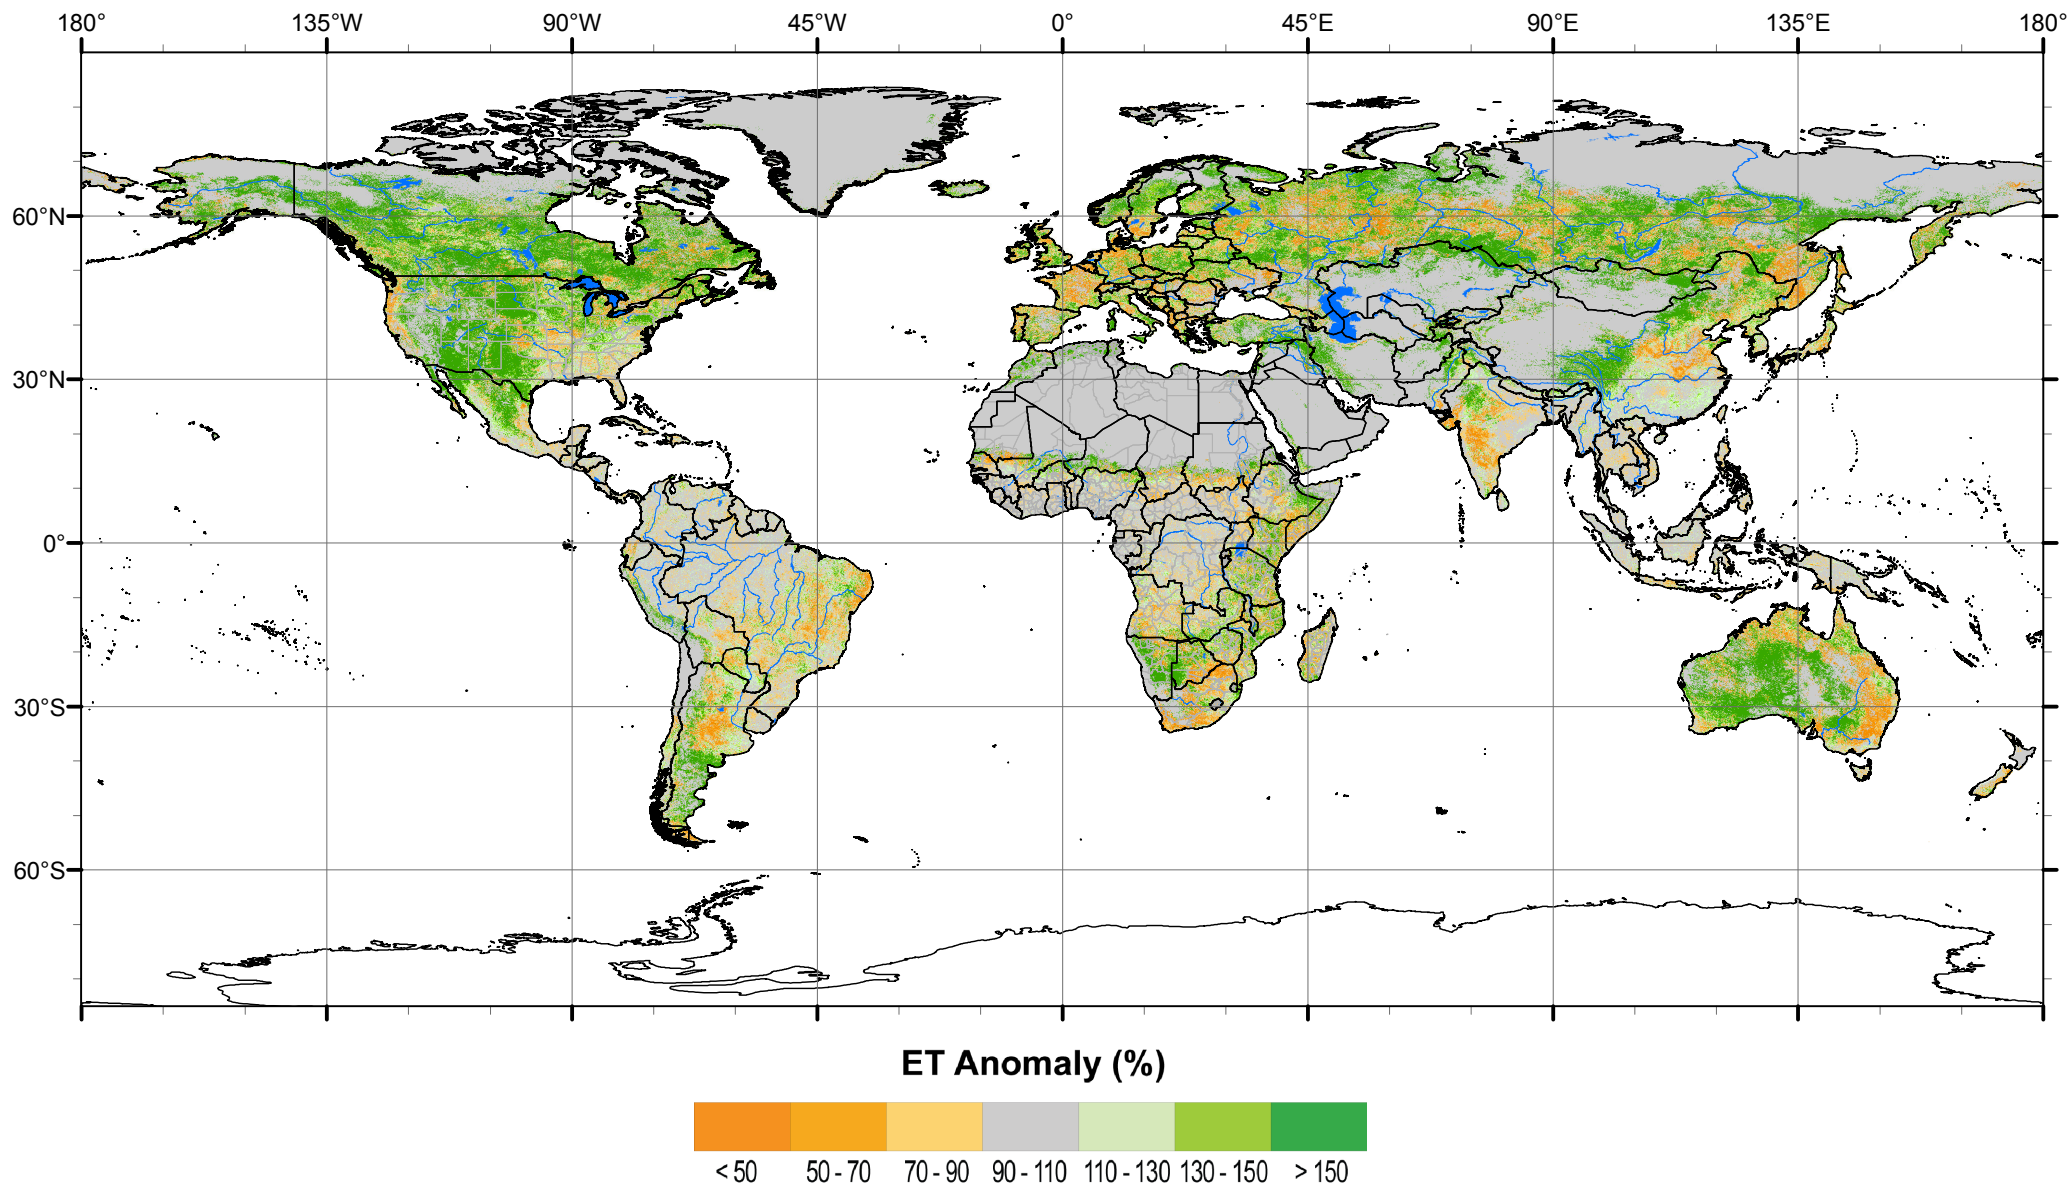 180° 135°W 90°W 45°W 0° 45°E 90°E 135°E 180°
60°N
30°N
0°
30°S
60°S
ET Anomaly (%)
< 50 50 - 70 70 - 90 90 - 110 110 - 130 130 - 150 > 150